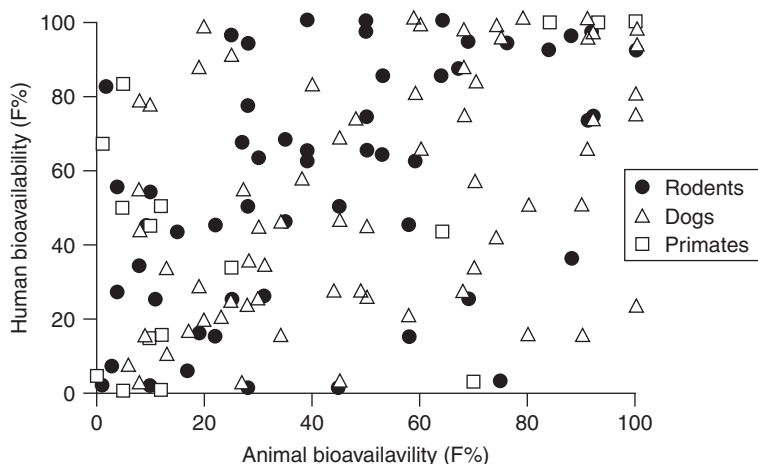 100
80
60
40
20
0
Human bioavailability (F%)
0 20 40 60 80 100
Animal bioavailavility (F%)
Rodents
Dogs
Primates